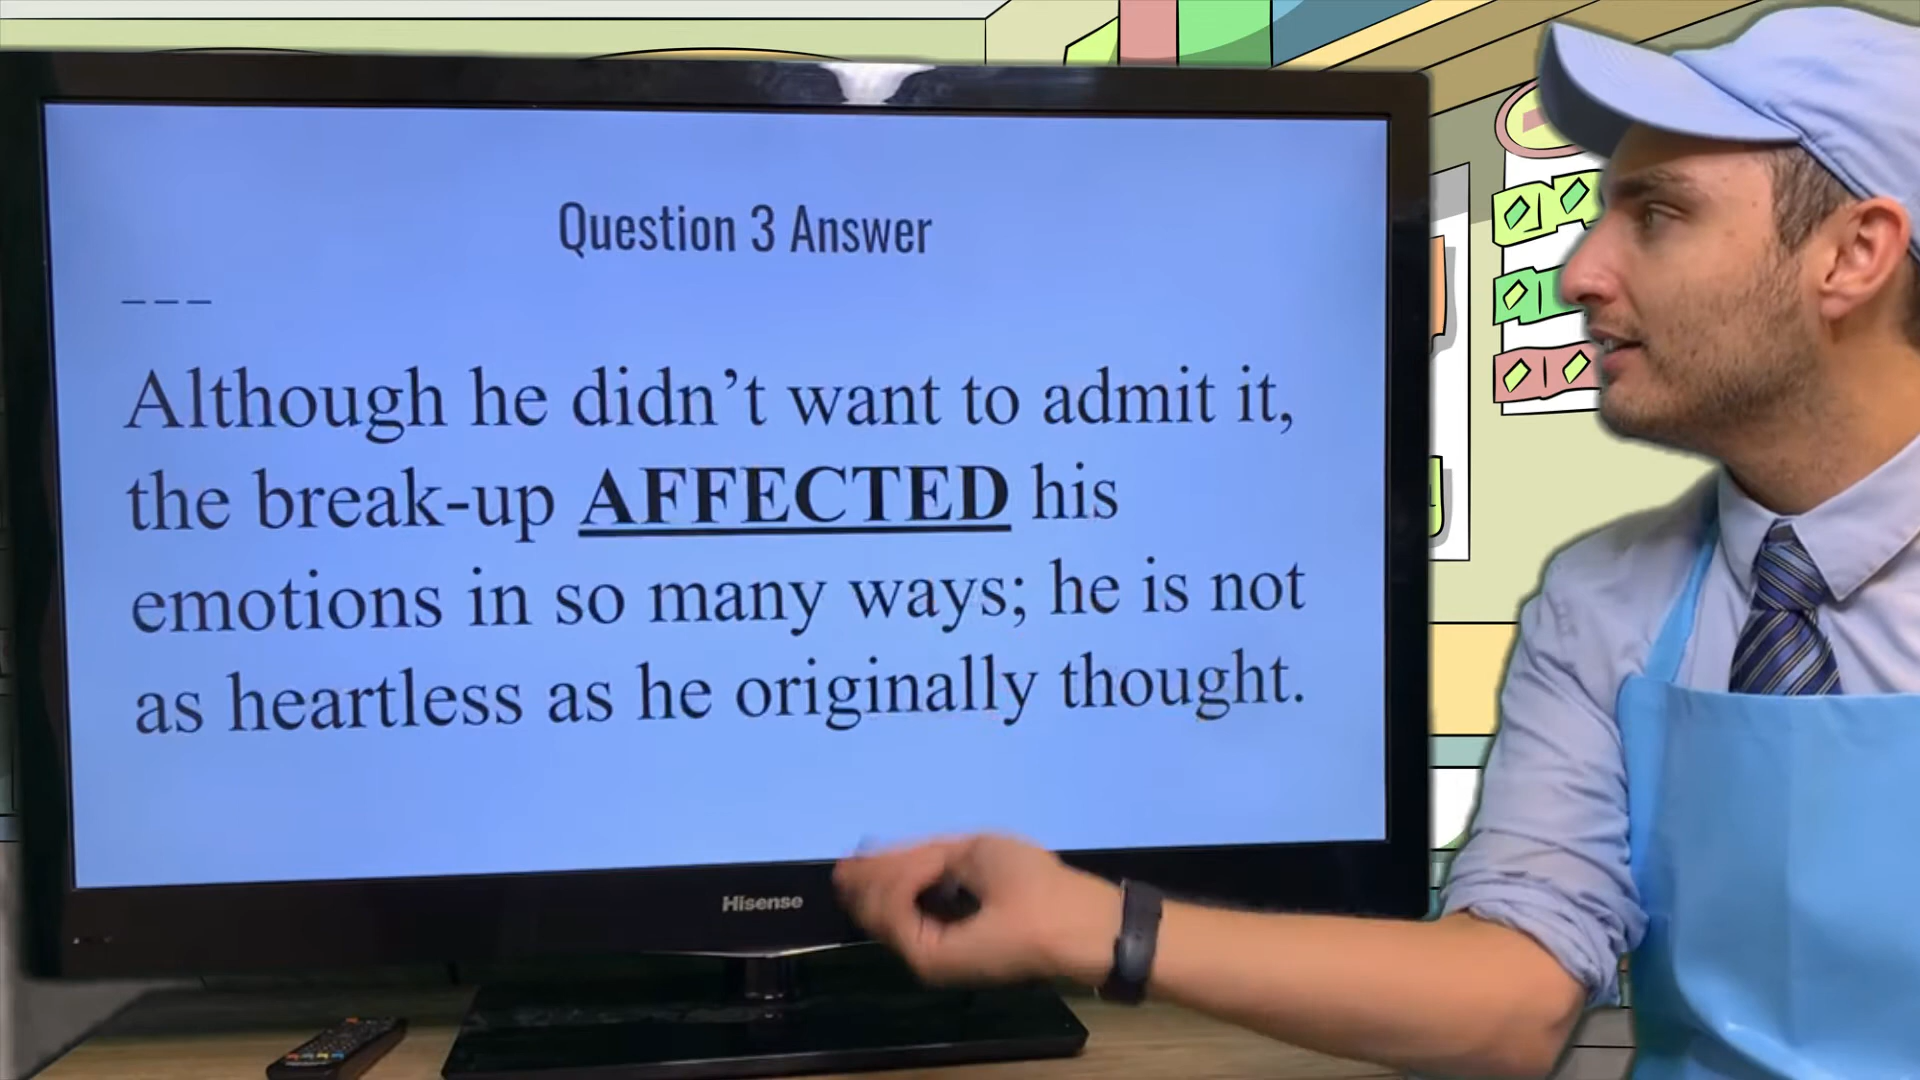 Question 3 Answer
---
Although he didn’t want to admit it,
the break-up AFFECTED his
emotions in so many ways; he is not
as heartless as he originally thought.
Hisense